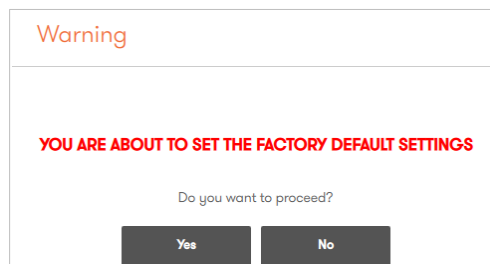 Warning
YOU ARE ABOUT TO SET THE FACTORY DEFAULT SETTINGS
Do you want to proceed?
Yes No